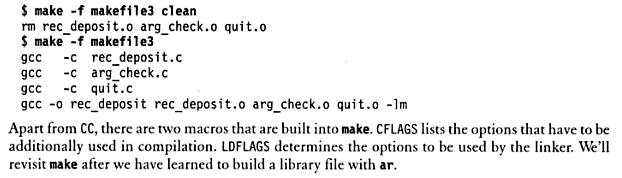 $ make -f makefile3 clean
rm rec_deposit.o arg_check.o quit.o
$ make -f makefile3
gcc   -c  rec_deposit.c
gcc   -c  arg_check.c
gcc   -c  quit.c
gcc -o rec_deposit rec_deposit.o arg_check.o quit.o -lm
Apart from CC, there are two macros that are built into make. CFLAGS lists the options that have to be
additionally used in compilation. LDFLAGS determines the options to be used by the linker. We'll
revisit make after we have learned to build a library file with ar.